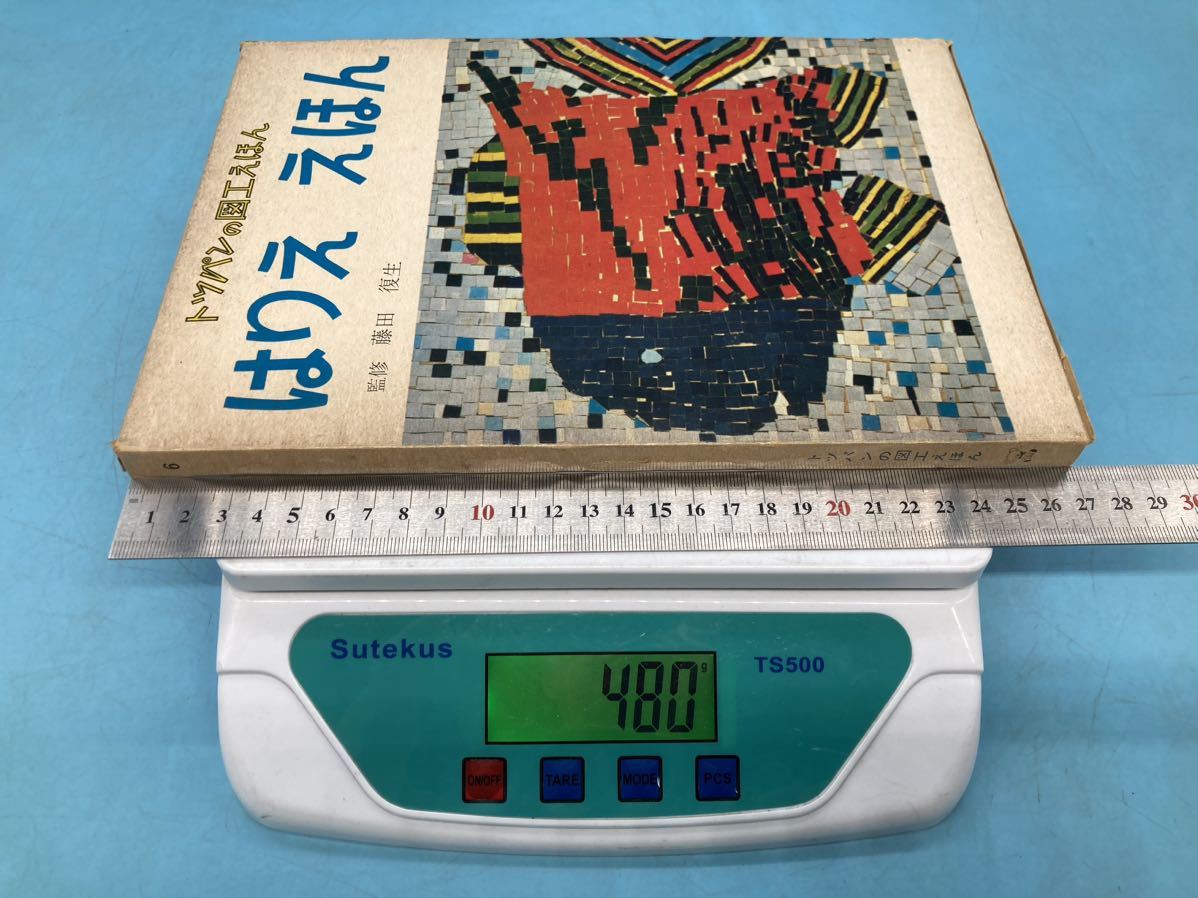 トッパンの図工えほん
はりえ えほん
監修 藤田 復生
6
トッパンの図工えほん
1 2 3 4 5 6 7 8 9 10 11 12 13 14 15 16 17 18 19 20 21 22 23 24 25 26 27 28 29 30
Sutekus
480 g
TS500
ON/OFF
TARE
MODE
PCS